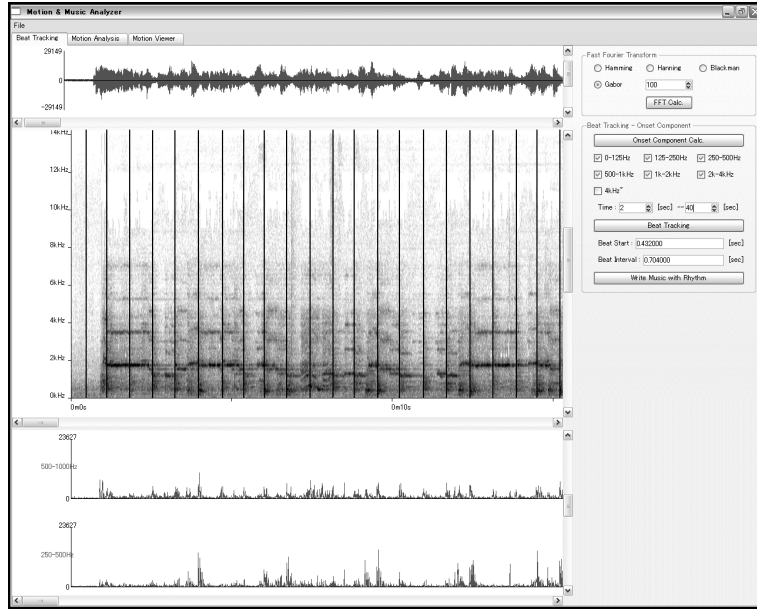 Motion & Music Analyzer
File
Beat Tracking Motion Analysis Motion Viewer
29149
0
-29149
14kHz
12kHz
10kHz
8kHz
6kHz
4kHz
2kHz
0kHz
0m0s 0m10s
23627
500-1000Hz
0
23627
250-500Hz
0
Fast Fourier Transform
Hamming Hanning Blackman
Gabor 100
FFT Calc.
Beat Tracking - Onset Component
Onset Component Calc.
0-125Hz 125-250Hz 250-500Hz
500-1kHz 1k-2kHz 2k-4kHz
4kHz~
Time : 2 [sec] -- 40 [sec]
Beat Tracking
Beat Start : 0.432000 [sec]
Beat Interval : 0.704000 [sec]
Write Music with Rhythm